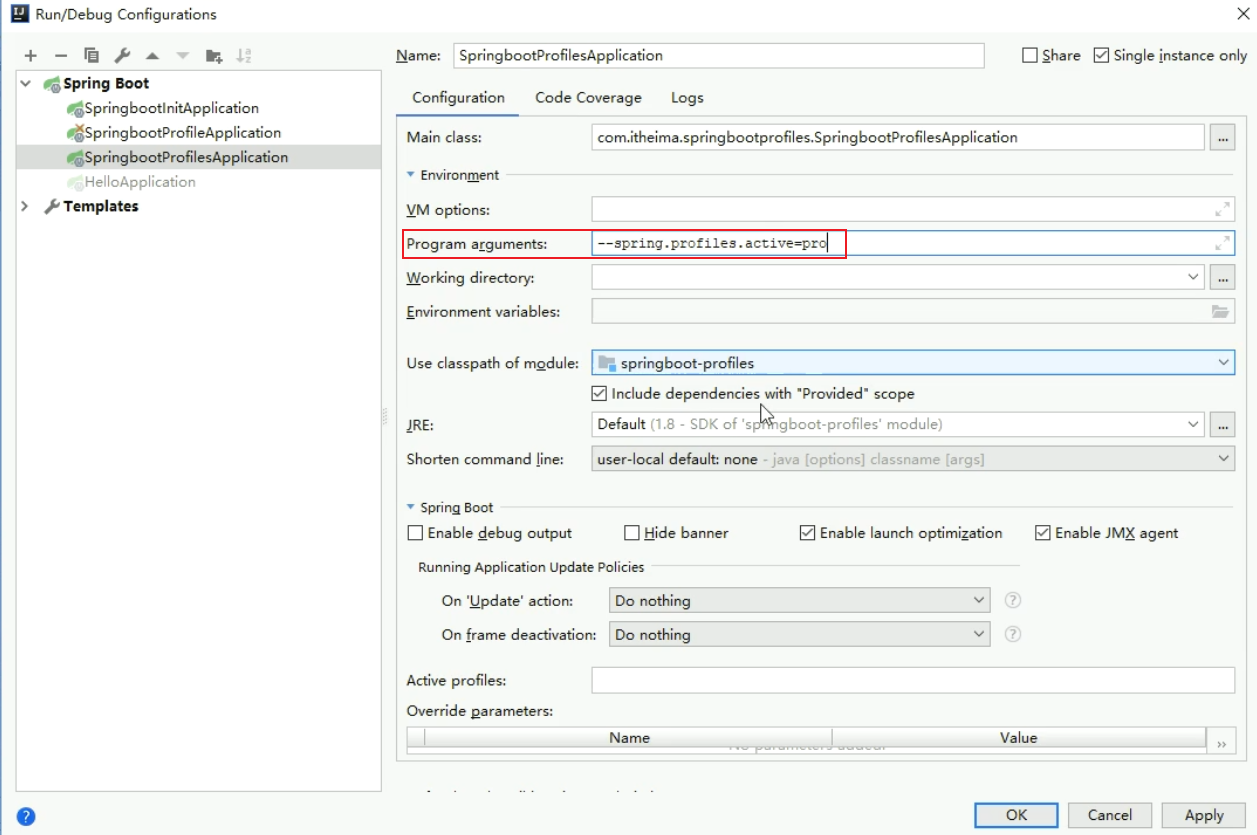 Run/Debug Configurations
Name: SpringbootProfilesApplication Share Single instance only
Spring Boot
SpringbootInitApplication
SpringbootProfileApplication
SpringbootProfilesApplication
HelloApplication
Templates
Configuration Code Coverage Logs
Main class: com.itheima.springbootprofiles.SpringbootProfilesApplication ...
Environment
VM options:
Program arguments: --spring.profiles.active=pro
Working directory: ...
Environment variables:
Use classpath of module: springboot-profiles
Include dependencies with "Provided" scope
JRE: Default (1.8 - SDK of 'springboot-profiles' module) ...
Shorten command line: user-local default: none - java [options] classname [args]
Spring Boot
Enable debug output Hide banner Enable launch optimization Enable JMX agent
Running Application Update Policies
On 'Update' action: Do nothing ?
On frame deactivation: Do nothing ?
Active profiles:
Override parameters:
Name Value
No parameters added. »
? OK Cancel Apply